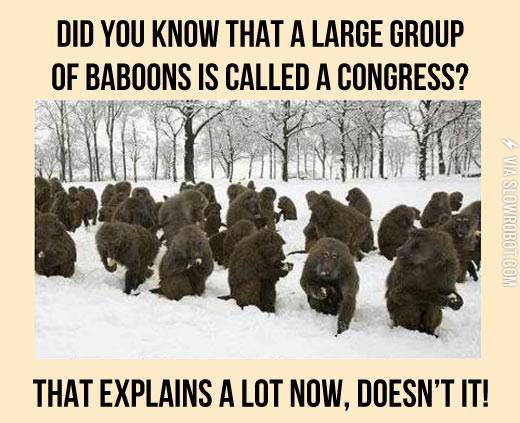 DID YOU KNOW THAT A LARGE GROUP
OF BABOONS IS CALLED A CONGRESS?
⚡ VIA SLOWROBOT.COM
THAT EXPLAINS A LOT NOW, DOESN'T IT!